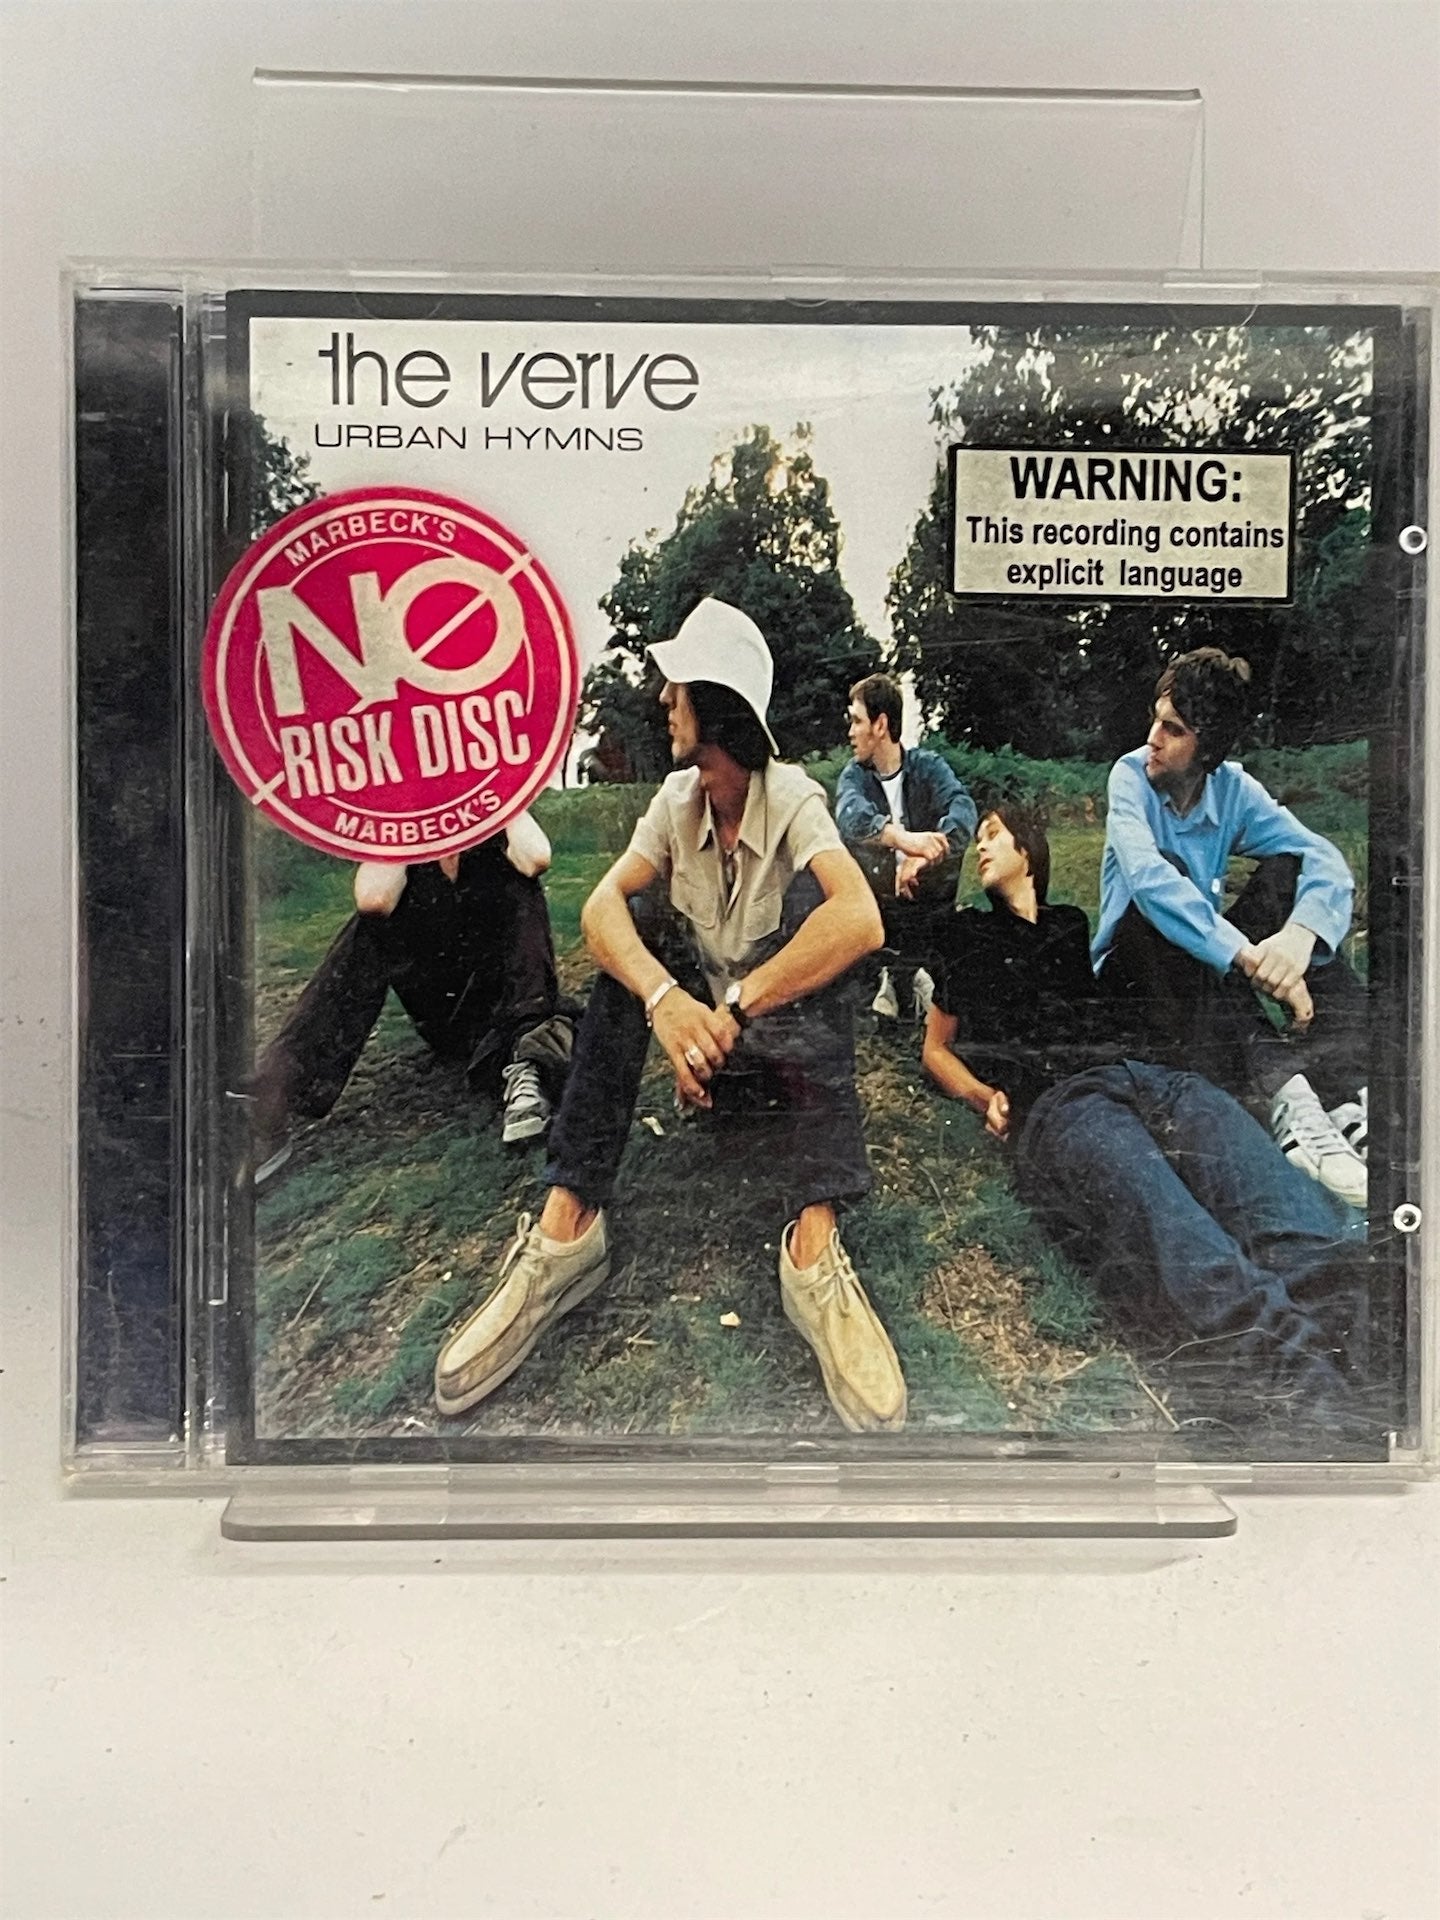 the verve
URBAN HYMNS
MARBECK'S
NO
RISK DISC
MARBECK'S
WARNING:
This recording contains
explicit language